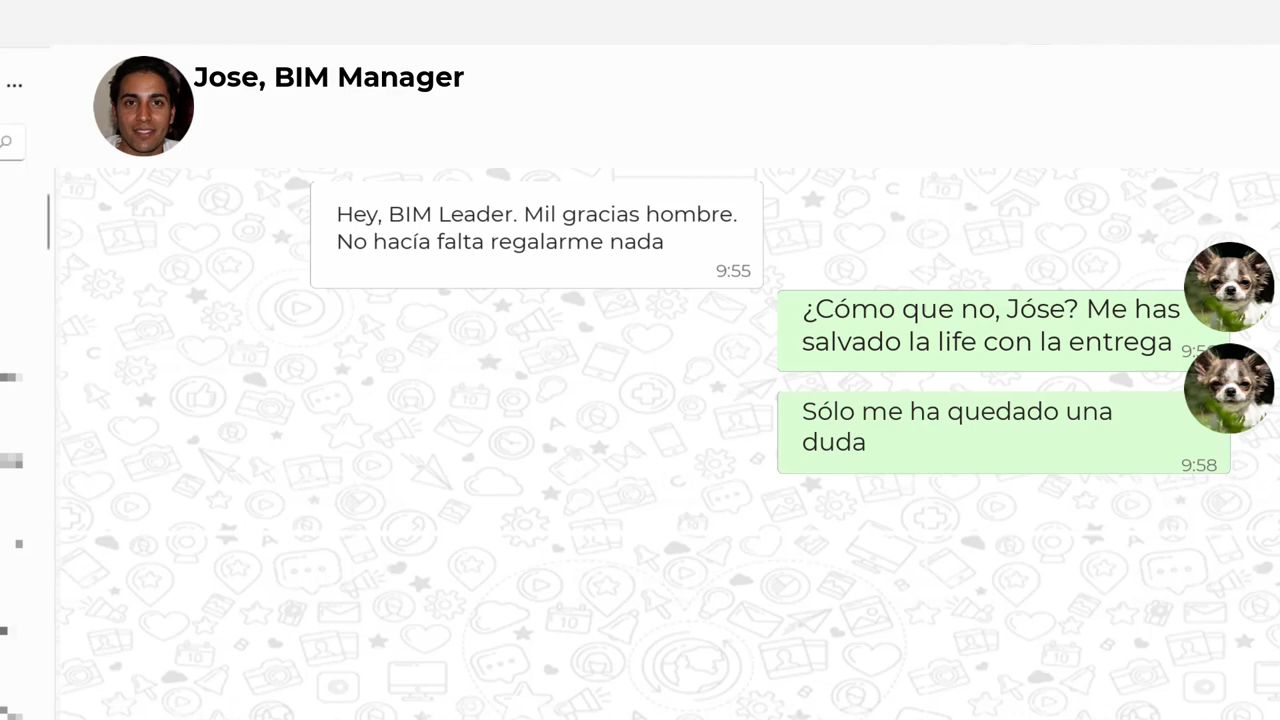 Jose, BIM Manager
Hey, BIM Leader. Mil gracias hombre.
No hacía falta regalarme nada
9:55
¿Cómo que no, Jóse? Me has
salvado la life con la entrega
Sólo me ha quedado una
duda
9:58